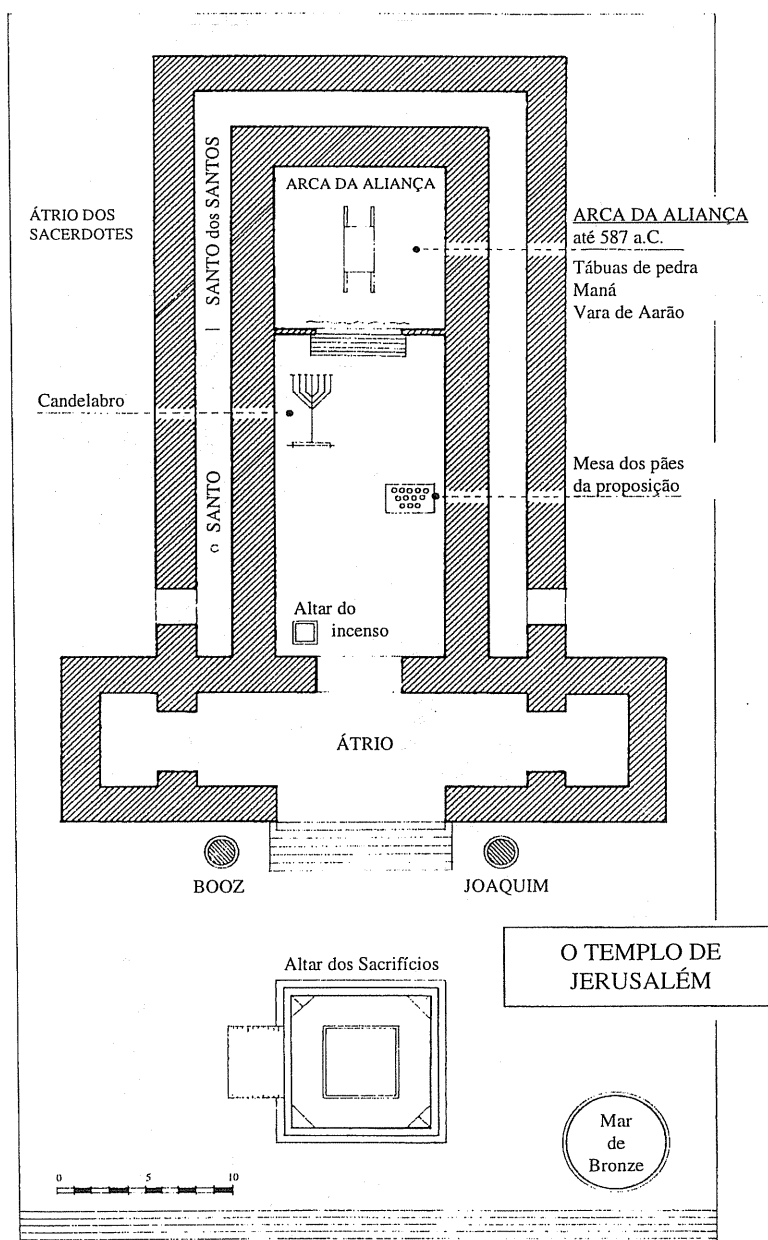 SANTO dos SANTOS
ARCA DA ALIANÇA
ÁTRIO DOS
SACERDOTES
ARCA DA ALIANÇA
até 587 a.C.
Tábuas de pedra
Maná
Vara de Aarão
Candelabro
SANTO
Mesa dos pães
da proposição
Altar do
incenso
ÁTRIO
BOOZ
JOAQUIM
O TEMPLO DE
JERUSALÉM
Altar dos Sacrifícios
Mar
de
Bronze
0 5 10